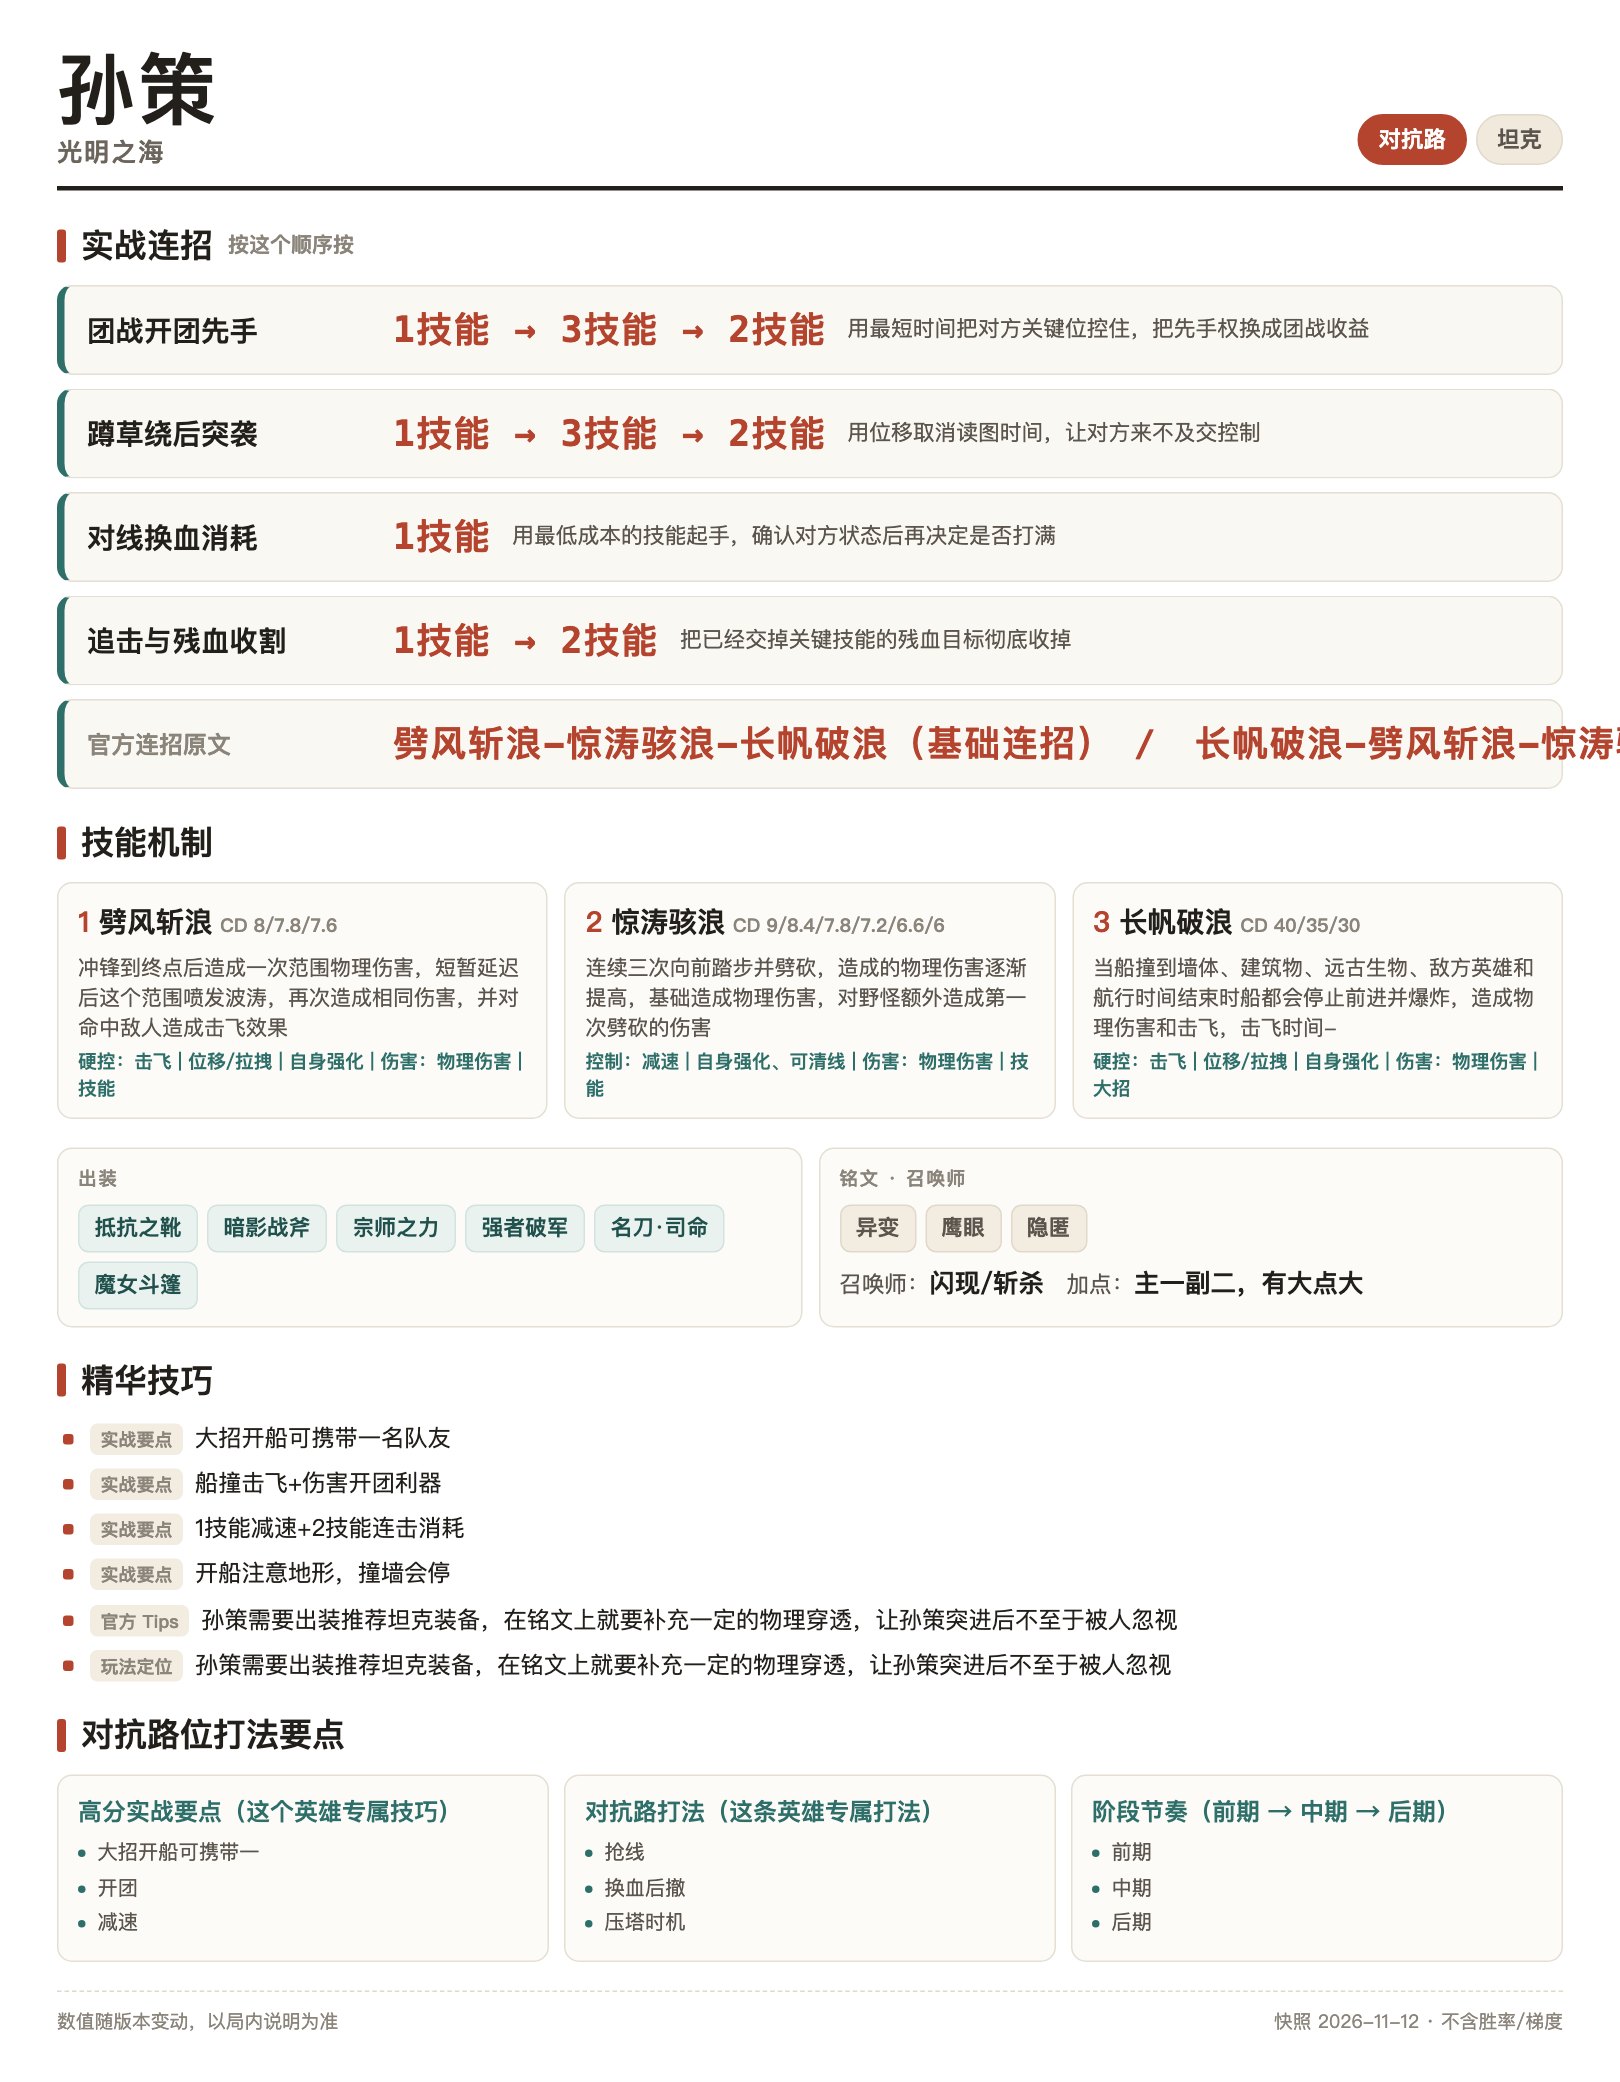 孙策
光明之海
对抗路
坦克
实战连招 按这个顺序按
团战开团先手 1技能 → 3技能 → 2技能 用最短时间把对方关键位控住，把先手权换成团战收益
蹲草绕后突袭 1技能 → 3技能 → 2技能 用位移取消读图时间，让对方来不及交控制
对线换血消耗 1技能 用最低成本的技能起手，确认对方状态后再决定是否打满
追击与残血收割 1技能 → 2技能 把已经交掉关键技能的残血目标彻底收掉
官方连招原文 劈风斩浪-惊涛骇浪-长帆破浪（基础连招） / 长帆破浪-劈风斩浪-惊涛
技能机制
1 劈风斩浪 CD 8/7.8/7.6
冲锋到终点后造成一次范围物理伤害，短暂延迟
后这个范围喷发波涛，再次造成相同伤害，并对
命中敌人造成击飞效果
硬控：击飞 | 位移/拉拽 | 自身强化 | 伤害：物理伤害 |
技能
2 惊涛骇浪 CD 9/8.4/7.8/7.2/6.6/6
连续三次向前踏步并劈砍，造成的物理伤害逐渐
提高，基础造成物理伤害，对野怪额外造成第一
次劈砍的伤害
控制：减速 | 自身强化、可清线 | 伤害：物理伤害 | 技
能
3 长帆破浪 CD 40/35/30
当船撞到墙体、建筑物、远古生物、敌方英雄和
航行时间结束时船都会停止前进并爆炸，造成物
理伤害和击飞，击飞时间-
硬控：击飞 | 位移/拉拽 | 自身强化 | 伤害：物理伤害 |
大招
出装
抵抗之靴 暗影战斧 宗师之力 强者破军 名刀·司命
魔女斗篷
铭文 · 召唤师
异变 鹰眼 隐匿
召唤师：闪现/斩杀 加点：主一副二，有大点大
精华技巧
实战要点 大招开船可携带一名队友
实战要点 船撞击飞+伤害开团利器
实战要点 1技能减速+2技能连击消耗
实战要点 开船注意地形，撞墙会停
官方 Tips 孙策需要出装推荐坦克装备，在铭文上就要补充一定的物理穿透，让孙策突进后不至于被人忽视
玩法定位 孙策需要出装推荐坦克装备，在铭文上就要补充一定的物理穿透，让孙策突进后不至于被人忽视
对抗路位打法要点
高分实战要点（这个英雄专属技巧）
大招开船可携带一
开团
减速
对抗路打法（这条英雄专属打法）
抢线
换血后撤
压塔时机
阶段节奏（前期 → 中期 → 后期）
前期
中期
后期
数值随版本变动，以局内说明为准
快照 2026-11-12 · 不含胜率/梯度